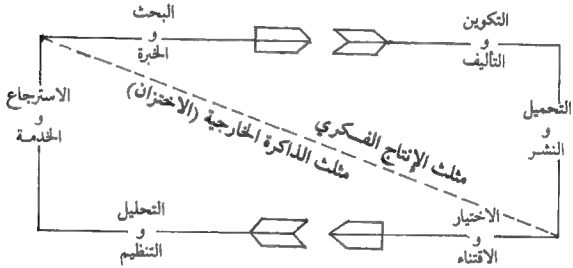 البحث
و
الخبرة
التكوين
و
التأليف
التحميل
و
النشر
الاسترجاع
و
الخدمة
مثلث الإنتاج الفكري
مثلث الذاكرة الخارجية (الاختزان)
الاختيار
و
الاقتناء
التحليل
و
التنظيم